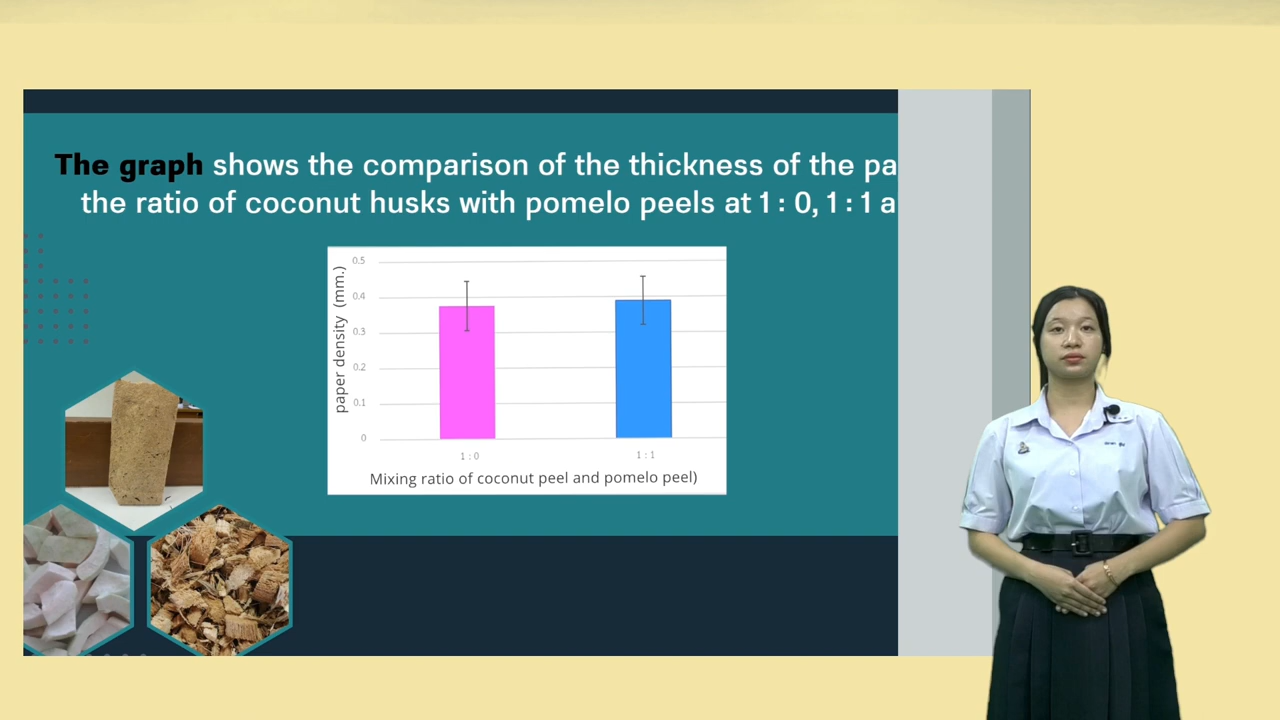 The graph shows the comparison of the thickness of the pa
the ratio of coconut husks with pomelo peels at 1 : 0, 1 : 1 a
0.5
0.4
0.3
0.2
0.1
0
paper density (mm.)
1 : 0
1 : 1
Mixing ratio of coconut peel and pomelo peel)